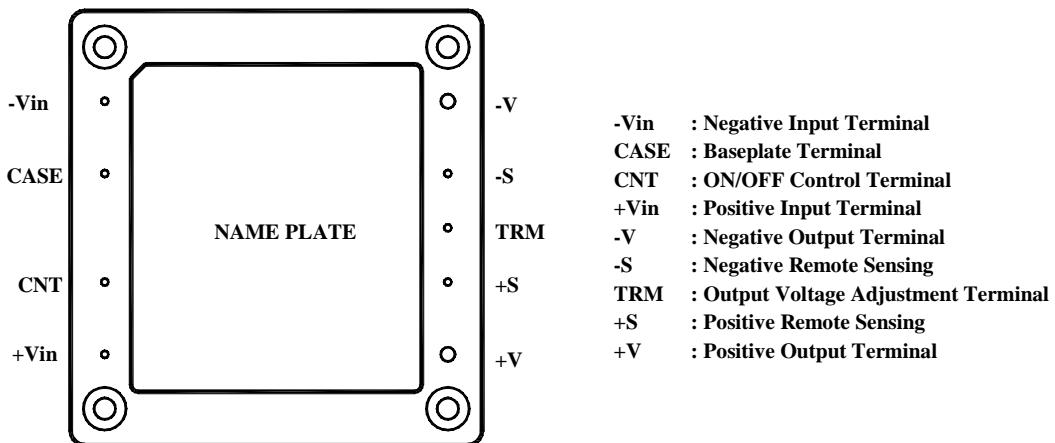 -Vin
CASE
CNT
+Vin
NAME PLATE
-V
-S
TRM
+S
+V
-Vin : Negative Input Terminal
CASE : Baseplate Terminal
CNT : ON/OFF Control Terminal
+Vin : Positive Input Terminal
-V : Negative Output Terminal
-S : Negative Remote Sensing
TRM : Output Voltage Adjustment Terminal
+S : Positive Remote Sensing
+V : Positive Output Terminal